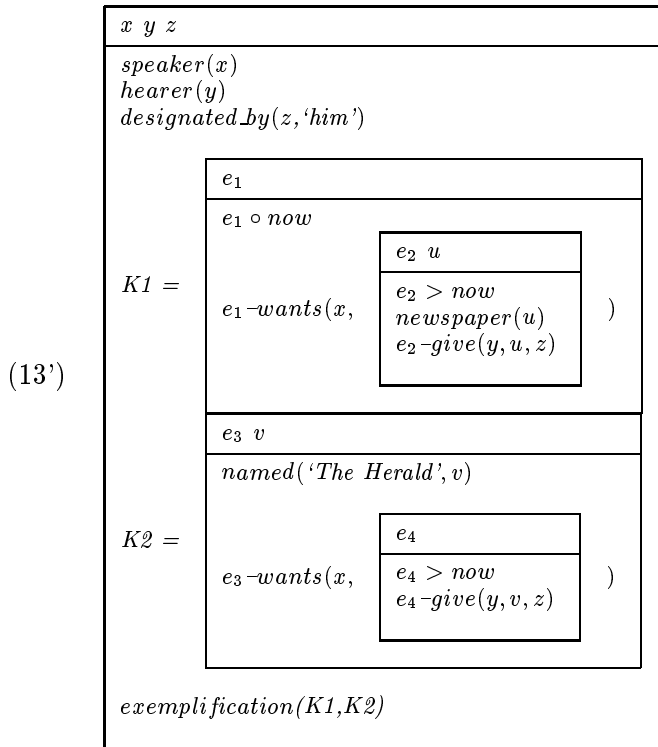 x y z
speaker(x)
hearer(y)
designated_by(z,‘him’)
e₁
e₁ ∘ now
e₂ u
K1 =
e₂ > now
e₁-wants(x,
newspaper(u)
)
e₂-give(y,u,z)
(13’)
e₃ v
named(‘The Herald’,v)
e₄
K2 =
e₃-wants(x,
e₄ > now
)
e₄-give(y,v,z)
exemplification(K1,K2)